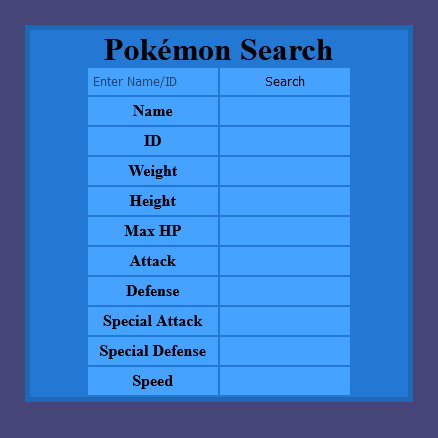 Pokémon Search
Enter Name/ID Search
Name
ID
Weight
Height
Max HP
Attack
Defense
Special Attack
Special Defense
Speed